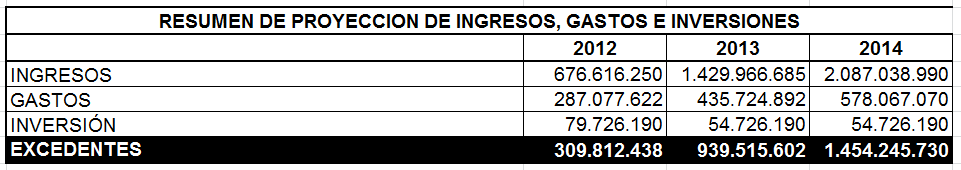 RESUMEN DE PROYECCION DE INGRESOS, GASTOS E INVERSIONES
2012 2013 2014
INGRESOS 676.616.250 1.429.966.685 2.087.038.990
GASTOS 287.077.622 435.724.892 578.067.070
INVERSIÓN 79.726.190 54.726.190 54.726.190
EXCEDENTES 309.812.438 939.515.602 1.454.245.730